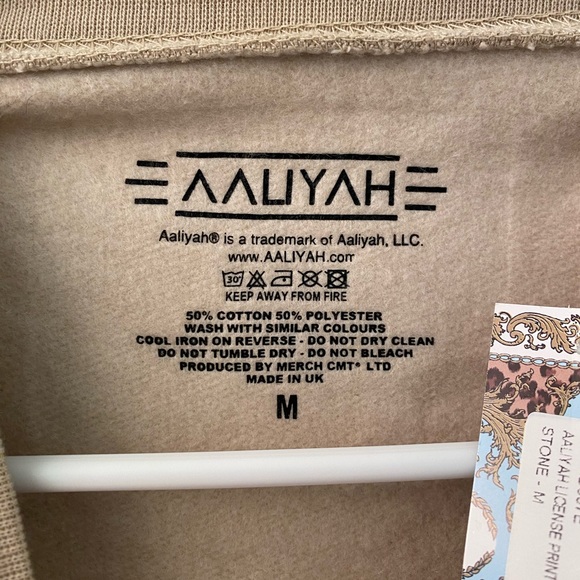 AALIYAH
Aaliyah® is a trademark of Aaliyah, LLC.
www.AALIYAH.com
30°
KEEP AWAY FROM FIRE
50% COTTON 50% POLYESTER
WASH WITH SIMILAR COLOURS
COOL IRON ON REVERSE - DO NOT DRY CLEAN
DO NOT TUMBLE DRY - DO NOT BLEACH
PRODUCED BY MERCH CMT® LTD
MADE IN UK
M
AALIYAH LICENSE PRINT
STONE - M